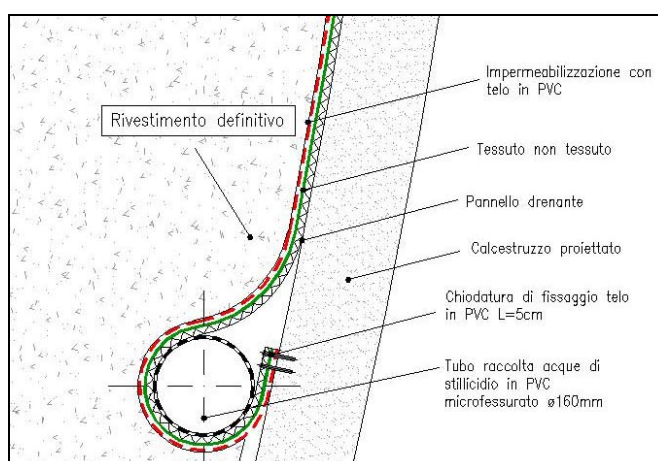 Rivestimento definitivo
Impermeabilizzazione con
telo in PVC
Tessuto non tessuto
Pannello drenante
Calcestruzzo proiettato
Chiodatura di fissaggio telo
in PVC L=5cm
Tubo raccolta acque di
stillicidio in PVC
microfessurato ø160mm